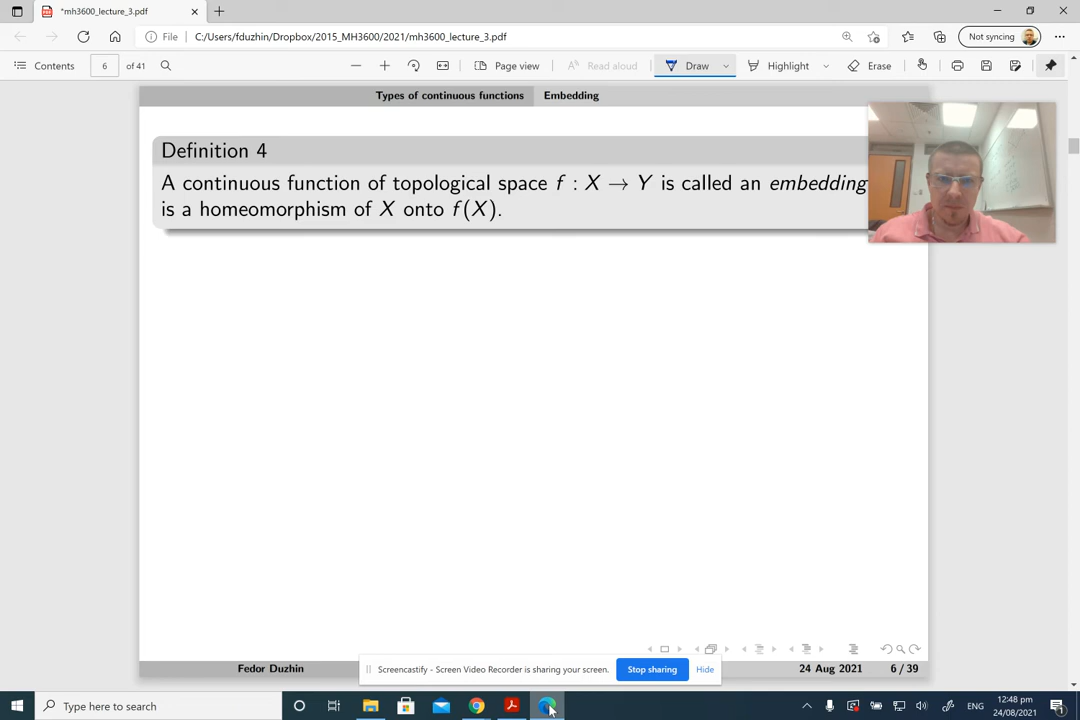 *mh3600_lecture_3.pdf
File C:/Users/fduzhin/Dropbox/2015_MH3600/2021/mh3600_lecture_3.pdf Not syncing
Contents 6 of 41 Page view Read aloud Draw Highlight Erase
Types of continuous functions Embedding
Definition 4
A continuous function of topological space f : X → Y is called an embedding
is a homeomorphism of X onto f(X).
Fedor Duzhin 24 Aug 2021 6 / 39
Screencastify - Screen Video Recorder is sharing your screen. Stop sharing Hide
Type here to search ENG 12:48 pm
24/08/2021